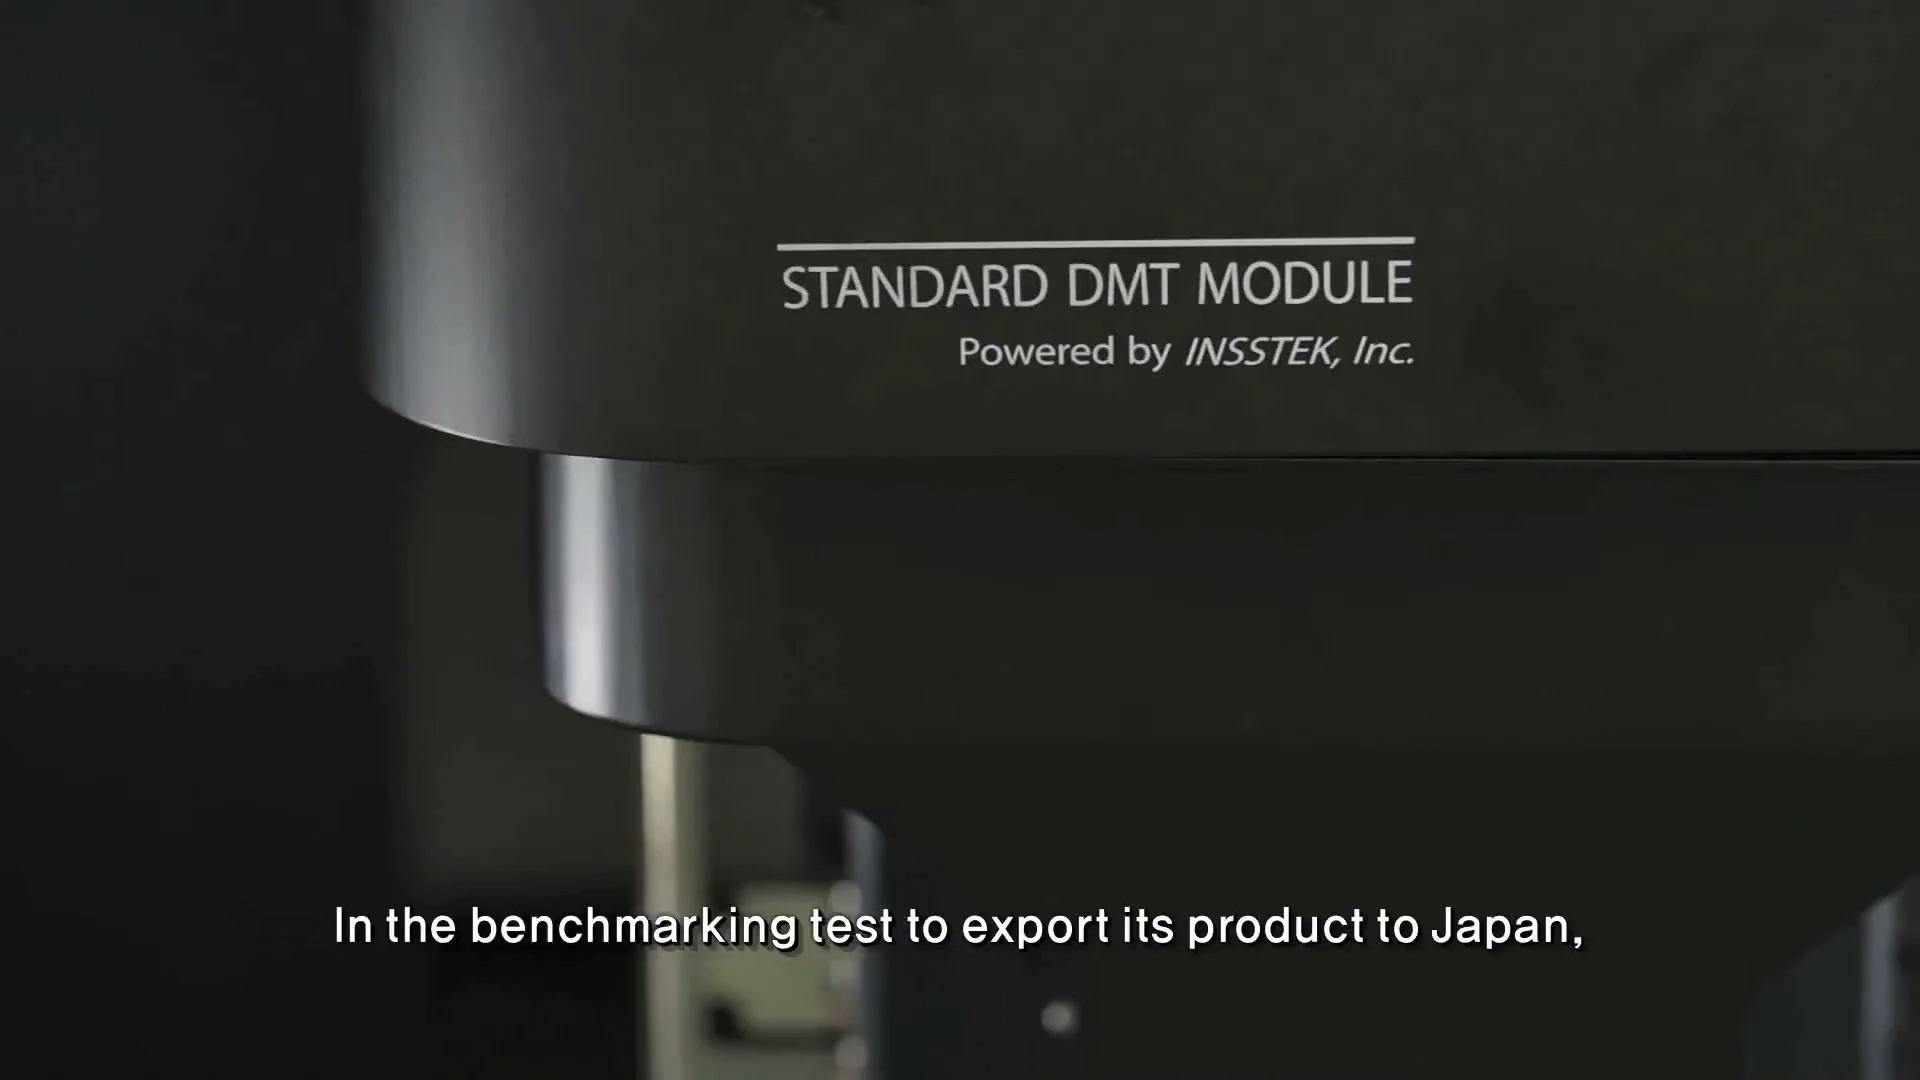 STANDARD DMT MODULE
Powered by INSSTEK, Inc.
In the benchmarking test to export its product to Japan,